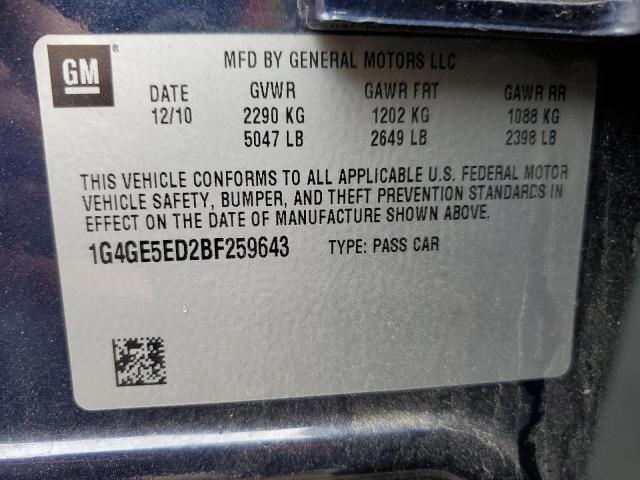 GM ®
MFD BY GENERAL MOTORS LLC
DATE GVWR GAWR FRT GAWR RR
12/10 2290 KG 1202 KG 1088 KG
5047 LB 2649 LB 2398 LB
THIS VEHICLE CONFORMS TO ALL APPLICABLE U.S. FEDERAL MOTOR
VEHICLE SAFETY, BUMPER, AND THEFT PREVENTION STANDARDS IN
EFFECT ON THE DATE OF MANUFACTURE SHOWN ABOVE.
1G4GE5ED2BF259643 TYPE: PASS CAR